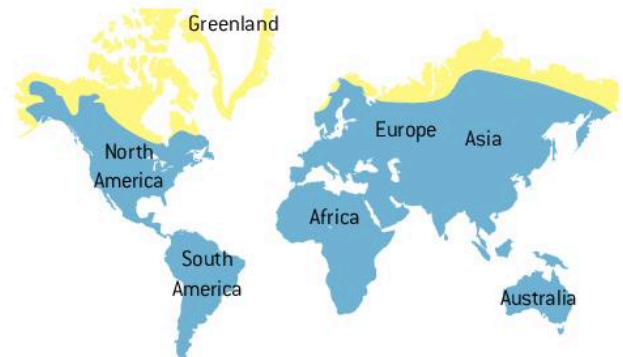 Greenland
Europe
Asia
North
America
Africa
South
America
Australia